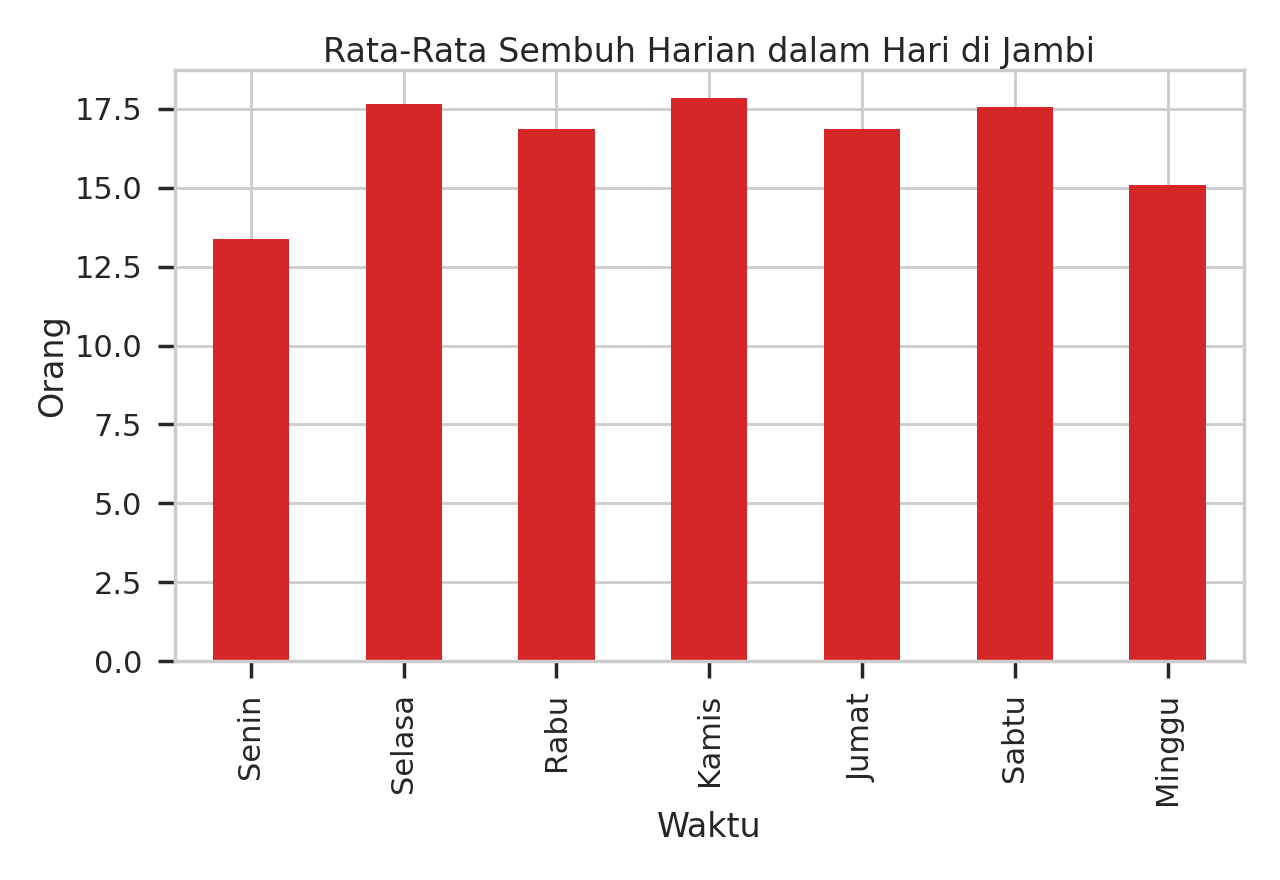 Rata-Rata Sembuh Harian dalam Hari di Jambi
Orang
17.5
15.0
12.5
10.0
7.5
5.0
2.5
0.0
Senin
Selasa
Rabu
Kamis
Jumat
Sabtu
Minggu
Waktu